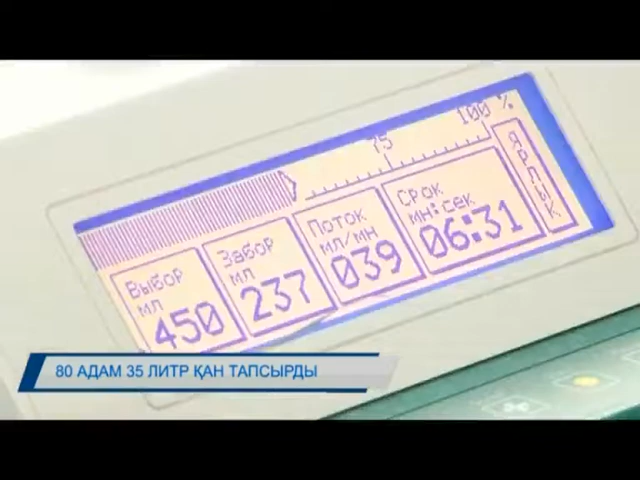 75
100 %
Выбор
мл
450
Забор
мл
237
Поток
мл/мн
039
Срок
мн:сек
06:31
ЯРЛЫК
80 АДАМ 35 ЛИТР ҚАН ТАПСЫРДЫ